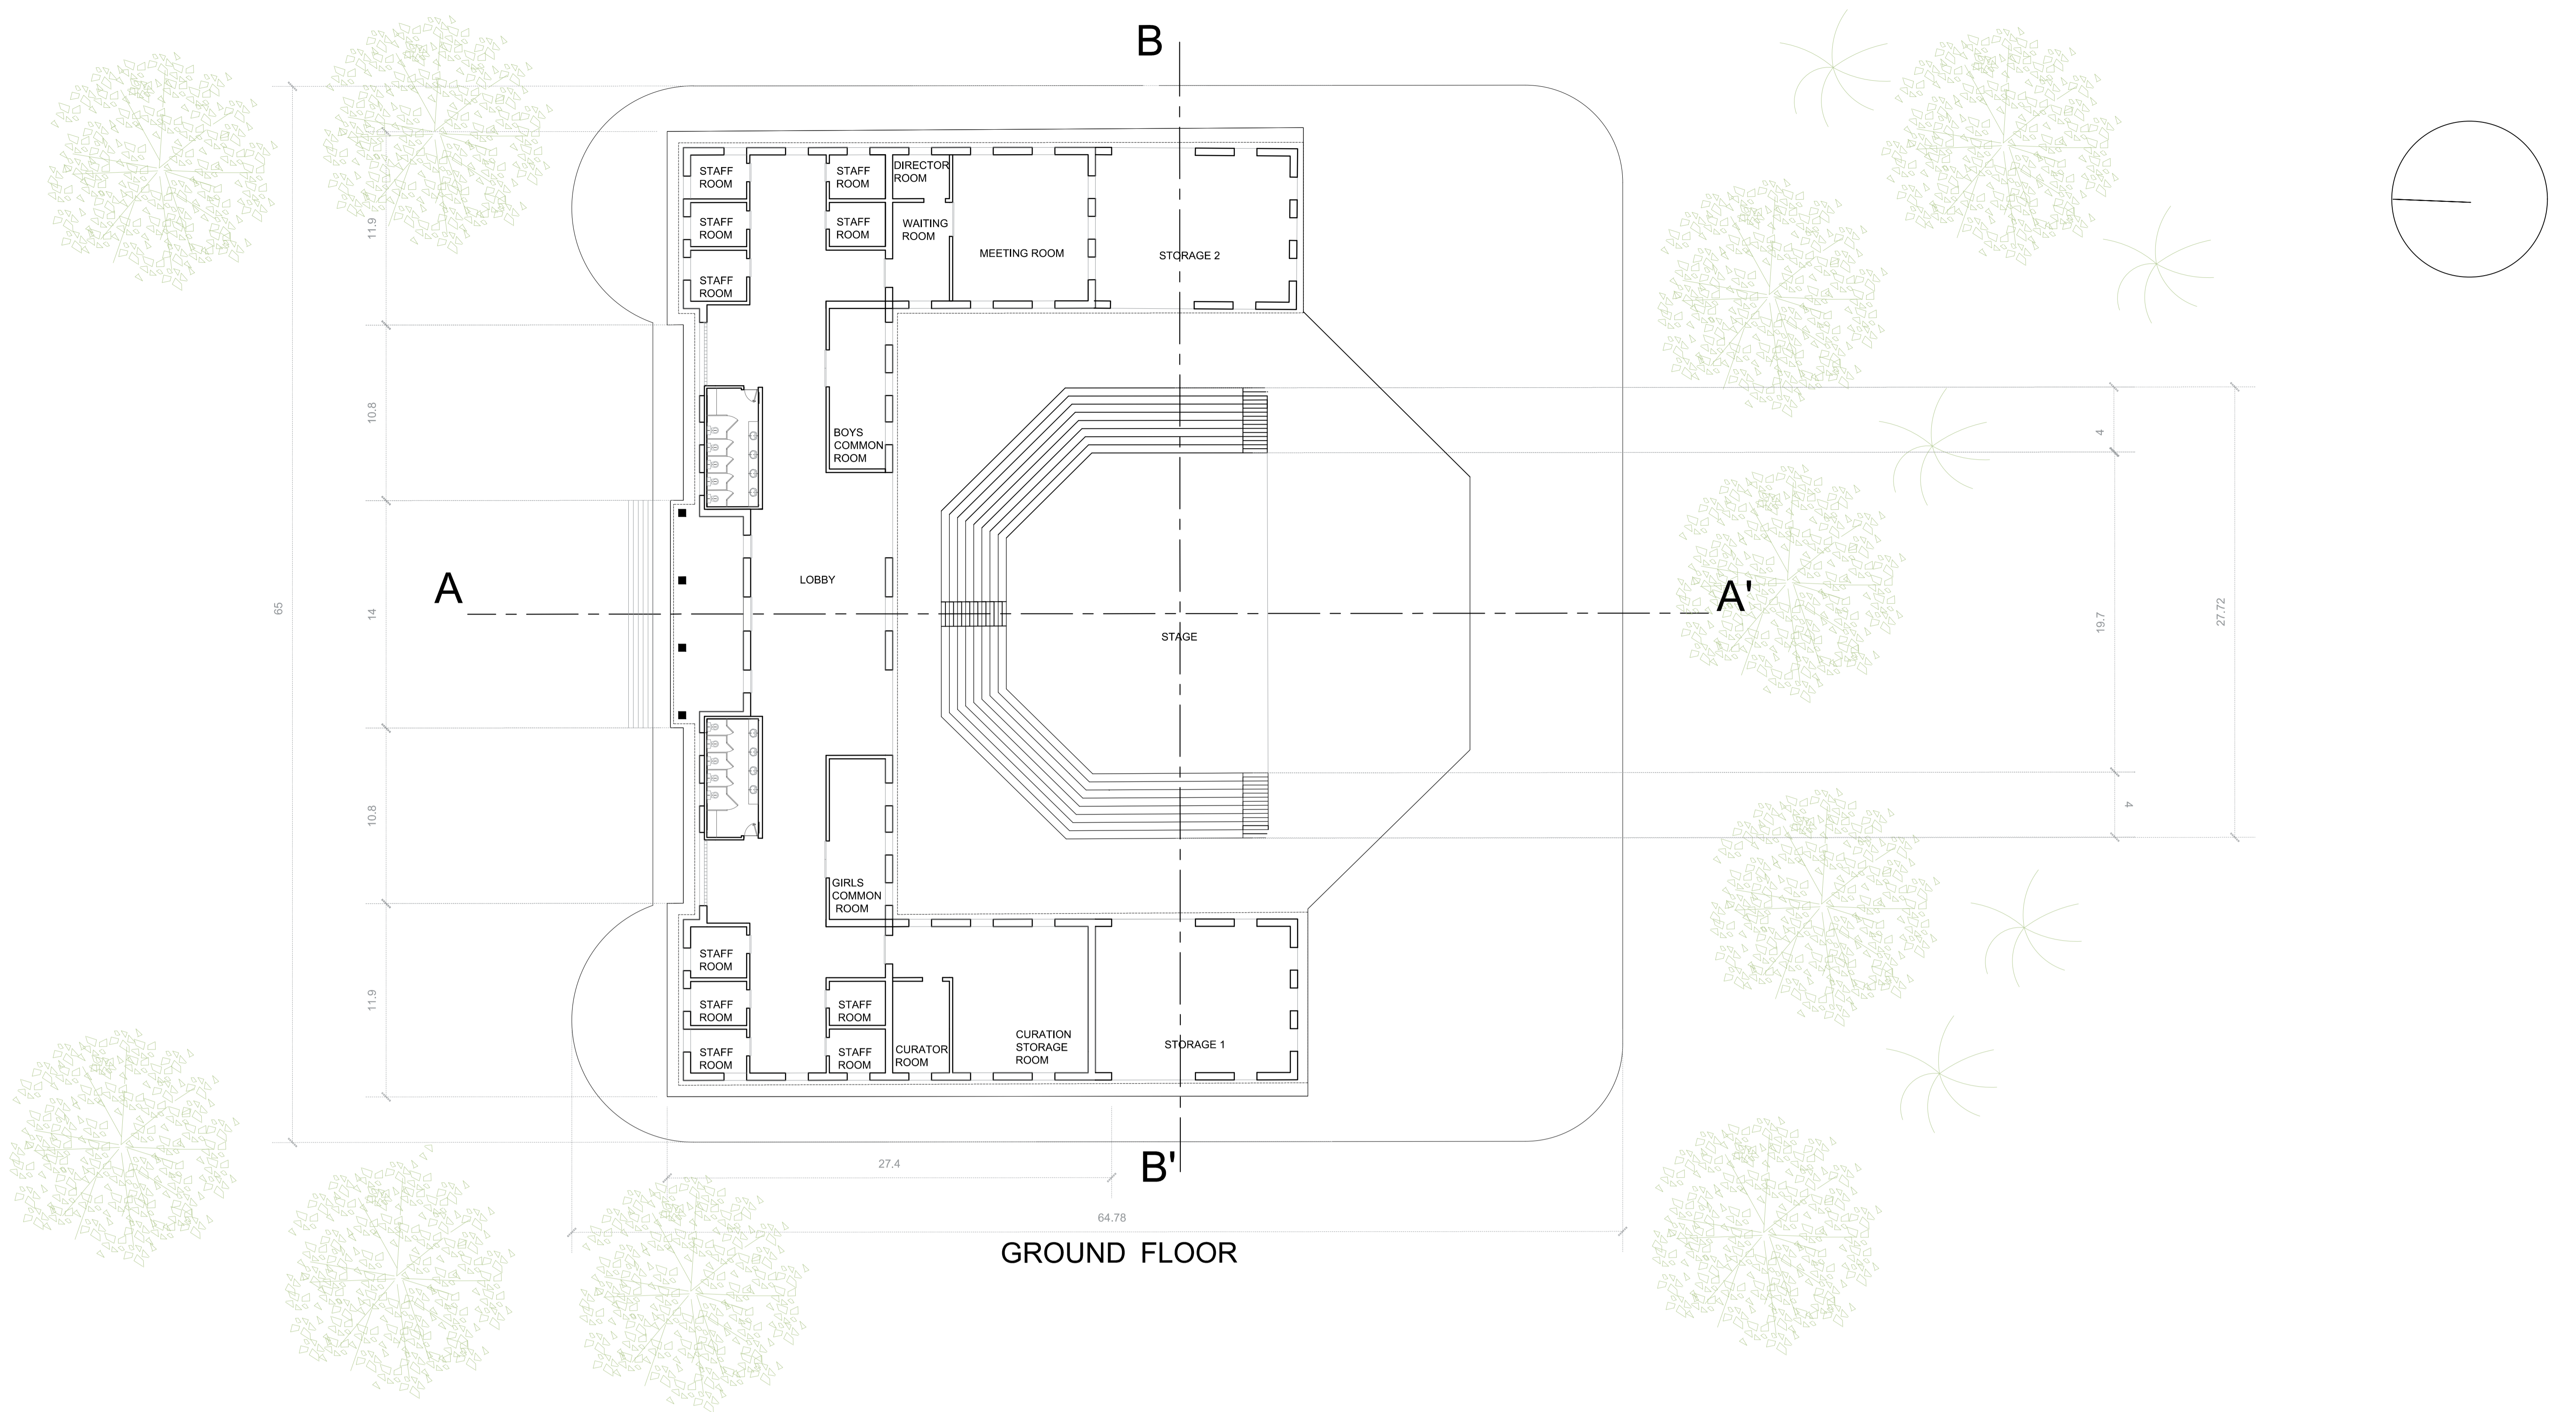 B
STAFF
ROOM
STAFF
ROOM
DIRECTOR
ROOM
STAFF
ROOM
STAFF
ROOM
WAITING
ROOM
MEETING ROOM
STORAGE 2
STAFF
ROOM
11.9
10.8
14
10.8
11.9
65
BOYS
COMMON
ROOM
LOBBY
A
A'
STAGE
4
19.7
27.72
4
GIRLS
COMMON
ROOM
STAFF
ROOM
STAFF
ROOM
STAFF
ROOM
STAFF
ROOM
STAFF
ROOM
CURATOR
ROOM
CURATION
STORAGE
ROOM
STORAGE 1
B'
27.4
64.78
GROUND FLOOR